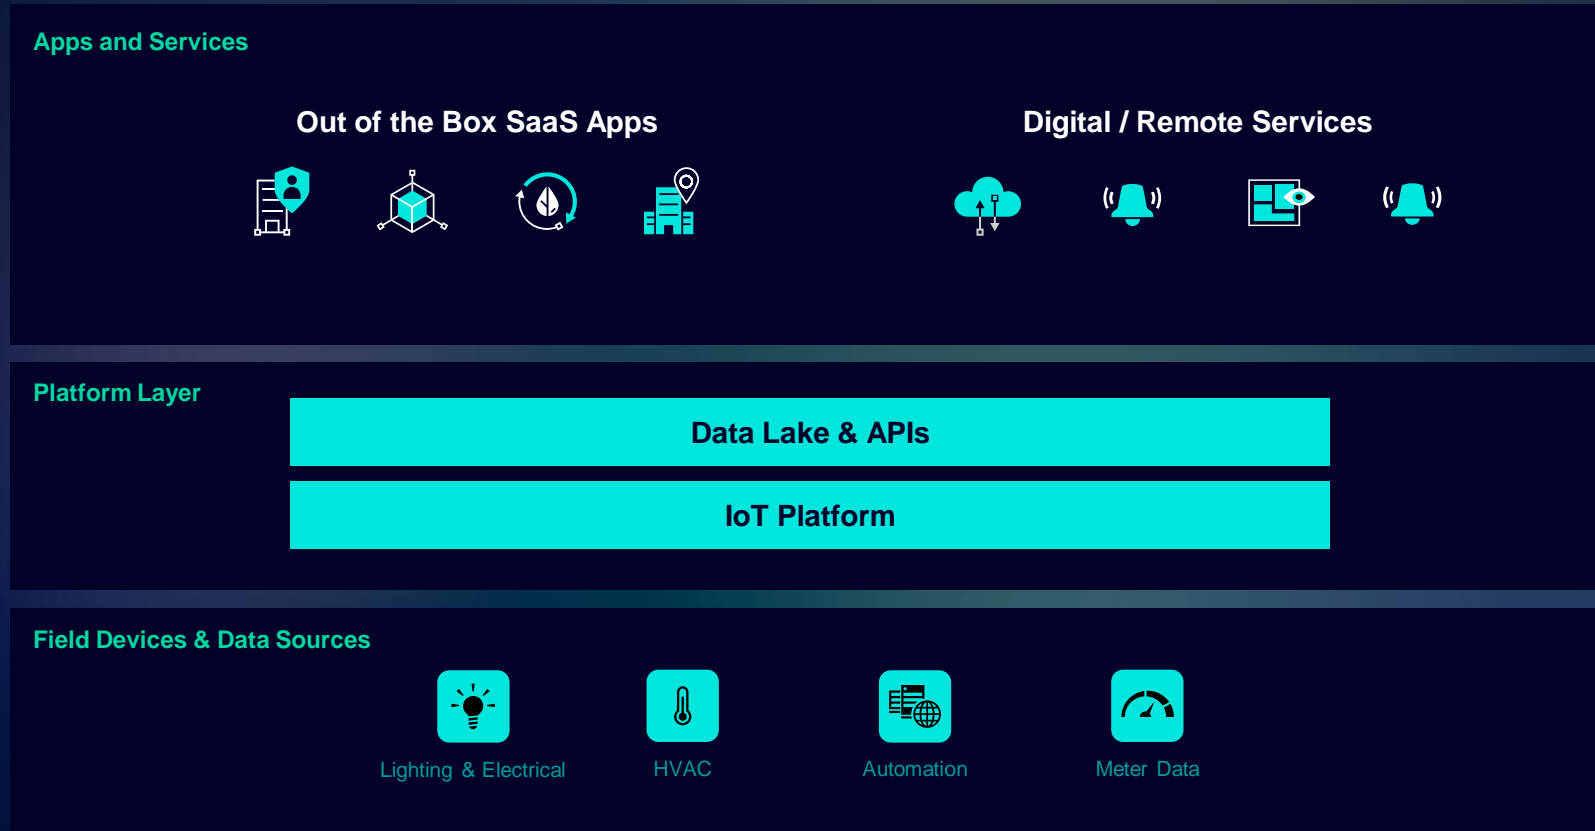 Apps and Services
Out of the Box SaaS Apps
Digital / Remote Services
Platform Layer
Data Lake & APIs
IoT Platform
Field Devices & Data Sources
Lighting & Electrical
HVAC
Automation
Meter Data